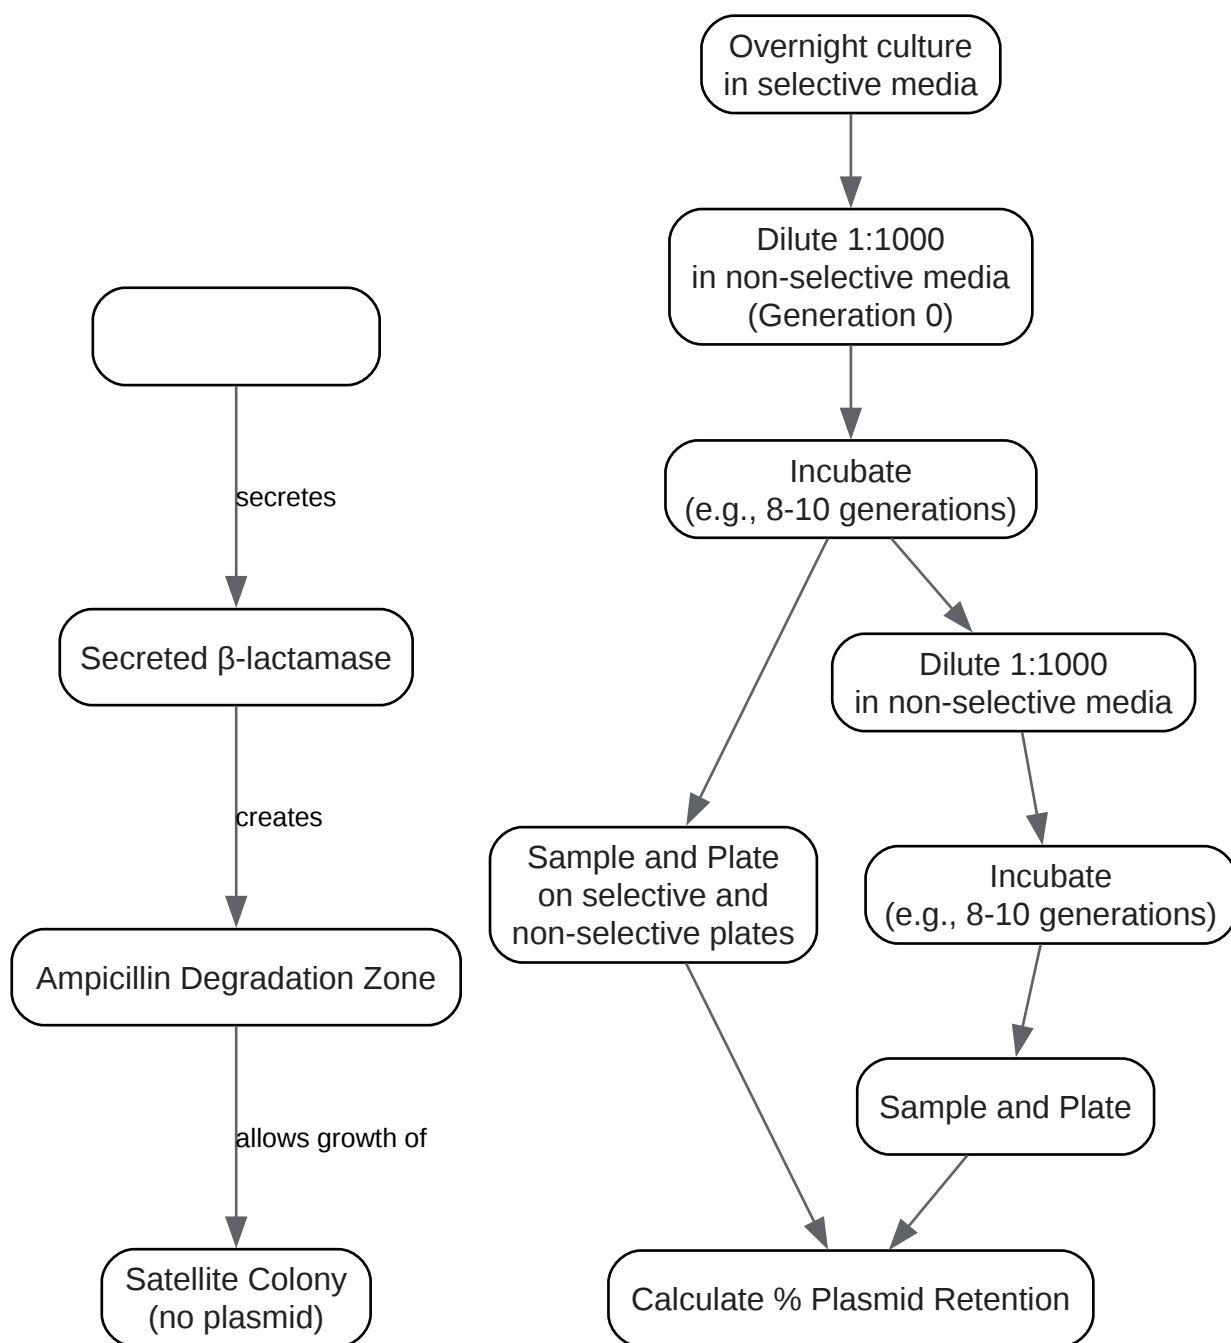 secretes
Secreted β-lactamase
creates
Ampicillin Degradation Zone
allows growth of
Satellite Colony
(no plasmid)
Overnight culture
in selective media
Dilute 1:1000
in non-selective media
(Generation 0)
Incubate
(e.g., 8-10 generations)
Sample and Plate
on selective and
non-selective plates
Dilute 1:1000
in non-selective media
Incubate
(e.g., 8-10 generations)
Sample and Plate
Calculate % Plasmid Retention